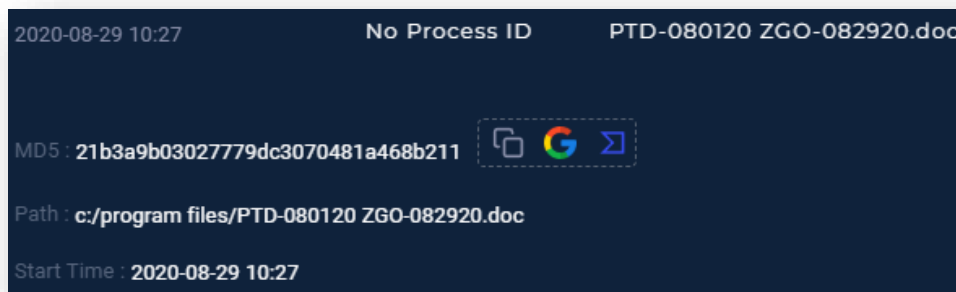 2020-08-29 10:27 No Process ID PTD-080120 ZGO-082920.doc
MD5 : 21b3a9b03027779dc3070481a468b211
Path : c:/program files/PTD-080120 ZGO-082920.doc
Start Time : 2020-08-29 10:27